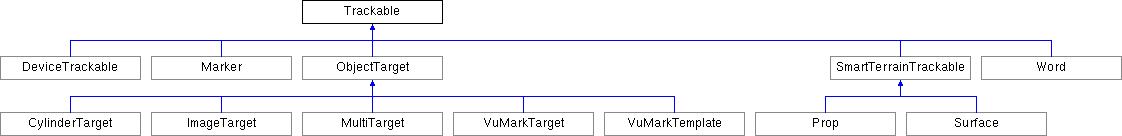 Trackable
DeviceTrackable
Marker
ObjectTarget
SmartTerrainTrackable
Word
CylinderTarget
ImageTarget
MultiTarget
VuMarkTarget
VuMarkTemplate
Prop
Surface